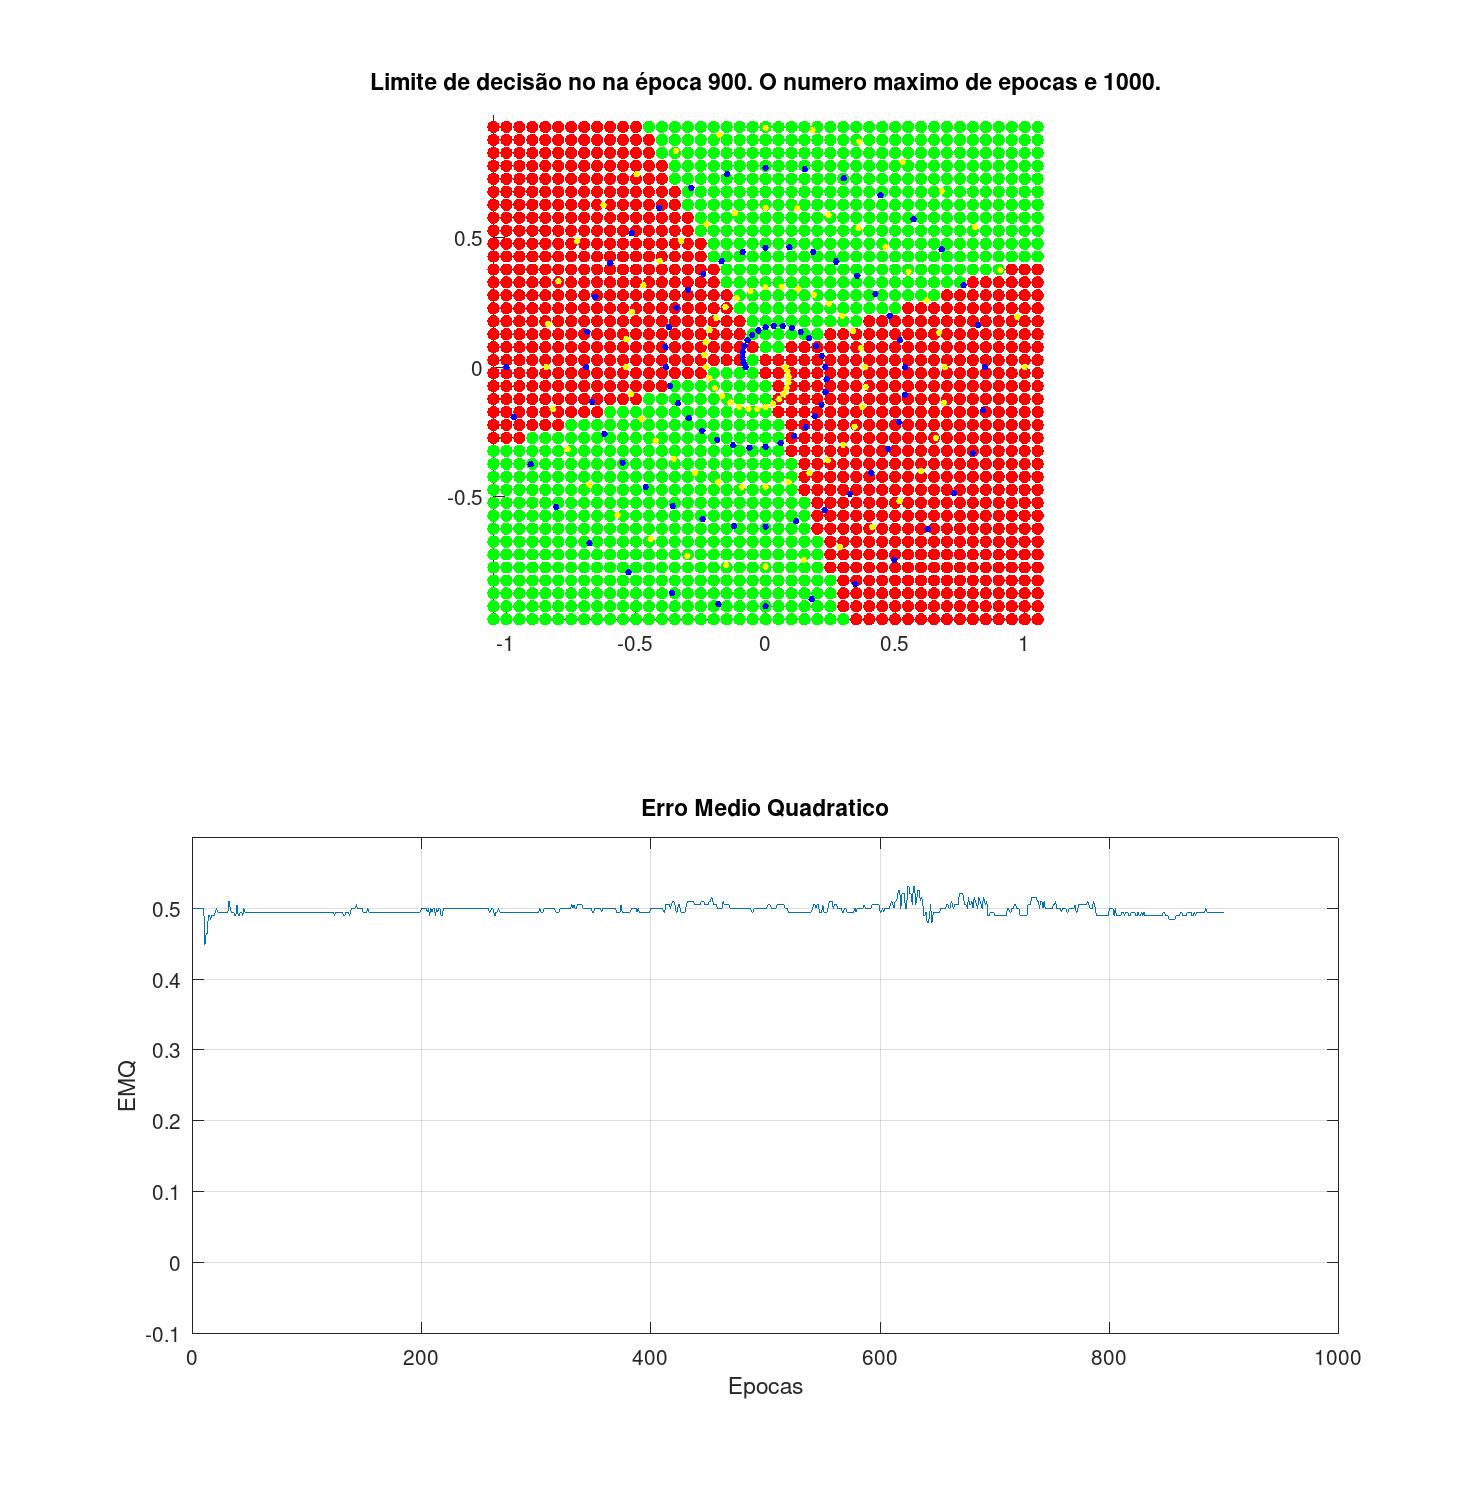 Limite de decisão no na época 900. O numero maximo de epocas e 1000.
0.5
0
-0.5
-1 -0.5 0 0.5 1
Erro Medio Quadratico
0.5
0.4
0.3
0.2
0.1
0
-0.1
EMQ
0 200 400 600 800 1000
Epocas